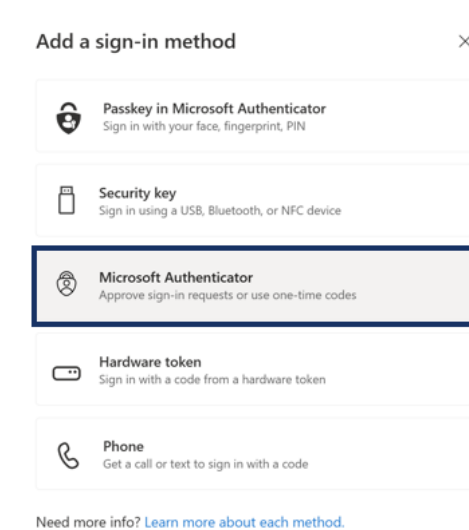 Add a sign-in method
Passkey in Microsoft Authenticator
Sign in with your face, fingerprint, PIN
Security key
Sign in using a USB, Bluetooth, or NFC device
Microsoft Authenticator
Approve sign-in requests or use one-time codes
Hardware token
Sign in with a code from a hardware token
Phone
Get a call or text to sign in with a code
Need more info? Learn more about each method.